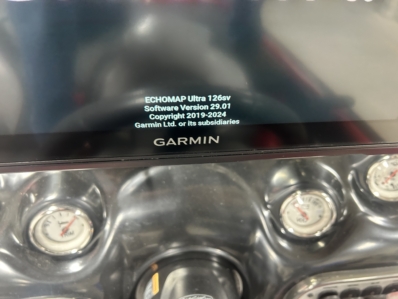 ECHOMAP Ultra 126sv
Software Version 29.01
Copyright 2019-2024
Garmin Ltd. or its subsidiaries
GARMIN